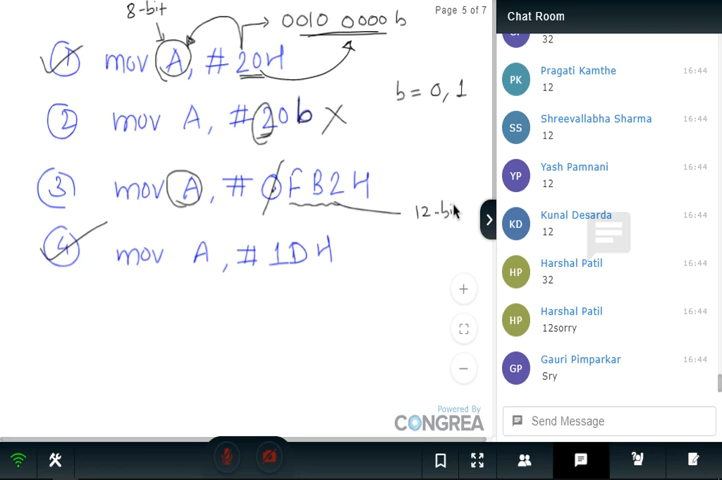 8-bit
0010 0000 b
Page 5 of 7
Chat Room
① mov A, # 20H
② mov A, # 20b ×
b = 0, 1
③ mov A, # 0FB2H
12-bi
④ mov A, # 1DH
32
PK Pragati Kamthe 16:44
12
SS Shreevallabha Sharma 16:44
12
YP Yash Pamnani 16:44
12
KD Kunal Desarda 16:44
12
HP Harshal Patil 16:44
32
HP Harshal Patil 16:44
12sorry
GP Gauri Pimparkar 16:44
Sry
Powered By
CONGREA
Send Message